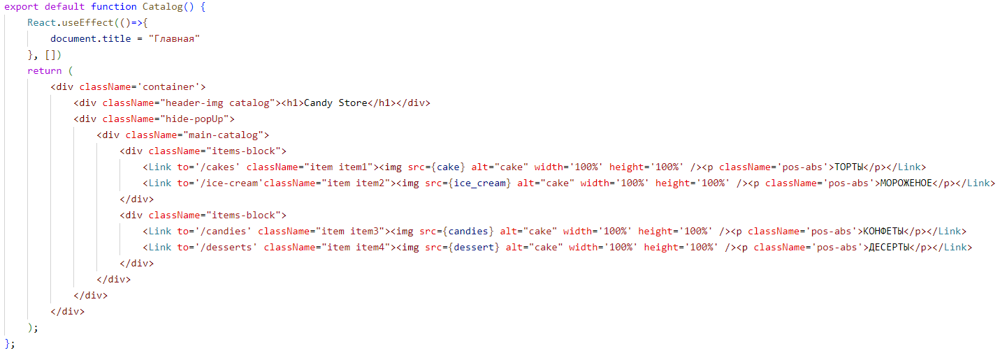 export default function Catalog() {
    React.useEffect(()=>{
        document.title = "Главная"
    }, [])
    return (
        <div className='container'>
            <div className="header-img catalog"><h1>Candy Store</h1></div>
            <div className="hide-popUp">
                <div className="main-catalog">
                    <div className="items-block">
                        <Link to='/cakes' className="item item1"><img src={cake} alt="cake" width='100%' height='100%' /><p className='pos-abs'>ТОРТЫ</p></Link>
                        <Link to='/ice-cream'className="item item2"><img src={ice_cream} alt="cake" width='100%' height='100%' /><p className='pos-abs'>МОРОЖЕНОЕ</p></Link>
                    </div>
                    <div className="items-block">
                        <Link to='/candies' className="item item3"><img src={candies} alt="cake" width='100%' height='100%' /><p className='pos-abs'>КОНФЕТЫ</p></Link>
                        <Link to='/desserts' className="item item4"><img src={dessert} alt="cake" width='100%' height='100%' /><p className='pos-abs'>ДЕСЕРТЫ</p></Link>
                    </div>
                </div>
            </div>
        </div>
    );
};